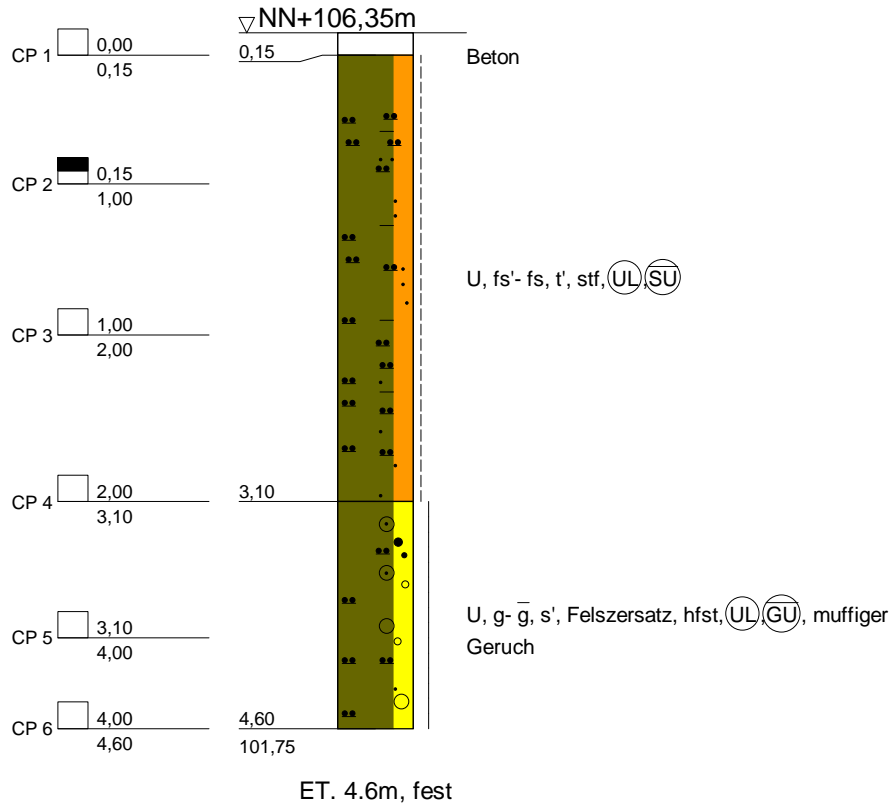 ▽ NN+106,35m
CP 1 0,00
0,15
0,15
Beton
CP 2 0,15
1,00
U, fs'- fs, t', stf, UL, S̅U̅
CP 3 1,00
2,00
CP 4 2,00
3,10
3,10
U, g- g̅, s', Felszersatz, hfst, UL, G̅U̅, muffiger
Geruch
CP 5 3,10
4,00
CP 6 4,00
4,60
4,60
101,75
ET. 4.6m, fest